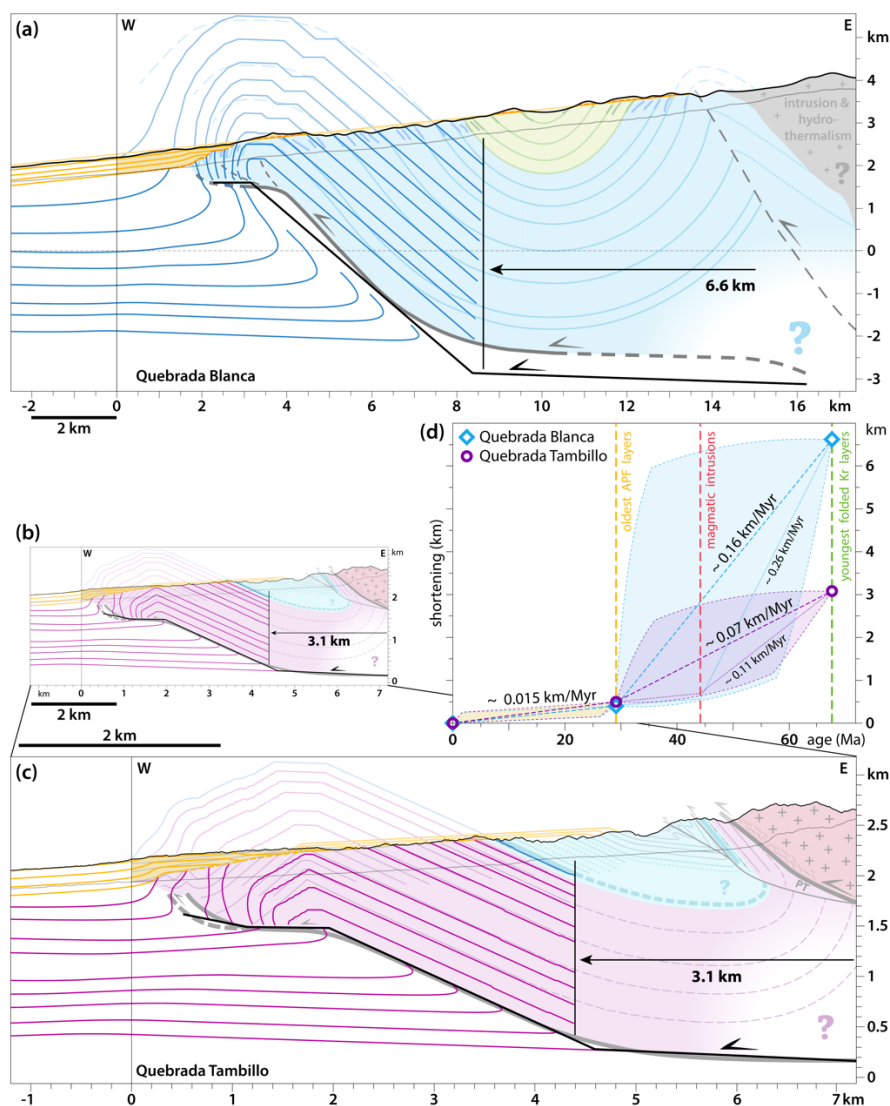 (a)
W
E
km
5
4
3
2
1
0
-1
-2
-3
intrusion &
hydro-
thermalism
?
6.6 km
?
Quebrada Blanca
-2
0
2
4
6
8
10
12
14
16
km
2 km
(d)
km
Quebrada Blanca
Quebrada Tambillo
oldest APF layers
magmatic intrusions
youngest folded Kr layers
shortening (km)
6
5
4
3
2
1
0
~ 0.16 km/Myr
~ 0.26 km/Myr
~ 0.07 km/Myr
~ 0.11 km/Myr
~ 0.015 km/Myr
0
20
40
60
age (Ma)
(b)
W
E
km
2
1
0
?
3.1 km
?
km
0
1
2
3
4
5
6
7
2 km
2 km
(c)
W
E
km
2.5
2
1.5
1
0.5
0
?
PT
3.1 km
?
Quebrada Tambillo
-1
0
1
2
3
4
5
6
7 km